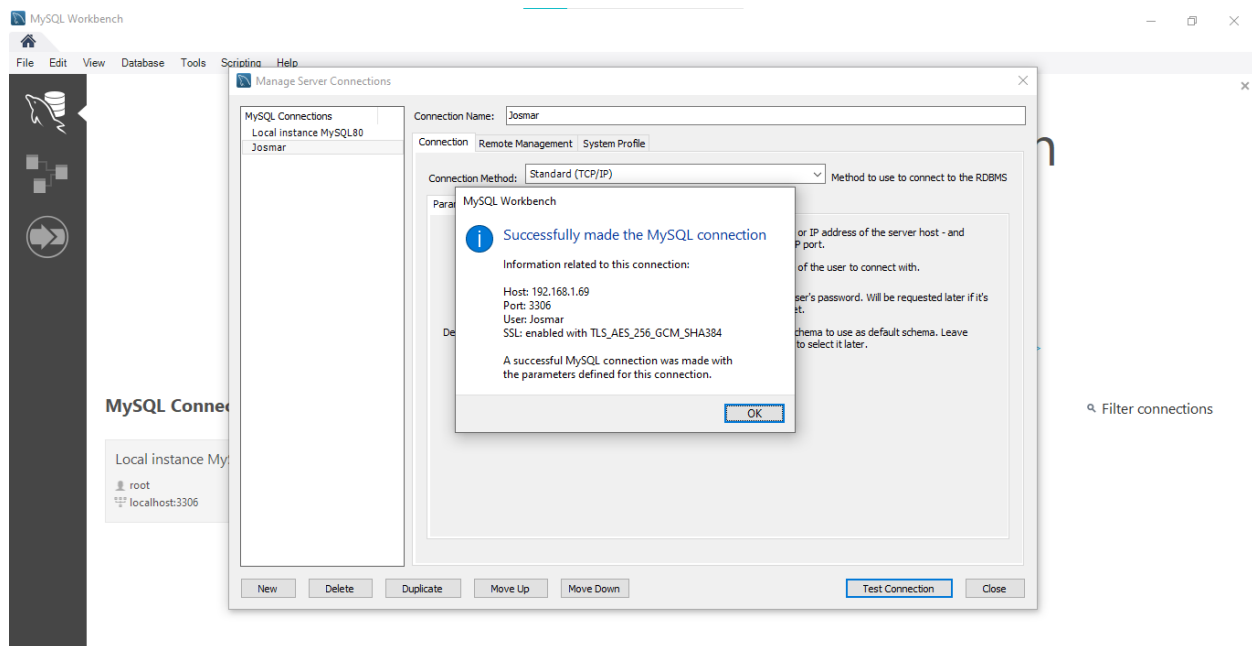 MySQL Workbench
File Edit View Database Tools Scripting Help
Manage Server Connections
MySQL Connections
Local instance MySQL80
Josmar
Connection Name: Josmar
Connection Remote Management System Profile
Connection Method: Standard (TCP/IP) Method to use to connect to the RDBMS
MySQL Workbench
Successfully made the MySQL connection
Information related to this connection:
Host: 192.168.1.69
Port: 3306
User: Josmar
SSL: enabled with TLS_AES_256_GCM_SHA384
A successful MySQL connection was made with
the parameters defined for this connection.
OK
or IP address of the server host - and
P port.
of the user to connect with.
ser's password. Will be requested later if it's
et.
chema to use as default schema. Leave
to select it later.
MySQL Connec
Filter connections
Local instance My
root
localhost:3306
New Delete Duplicate Move Up Move Down Test Connection Close